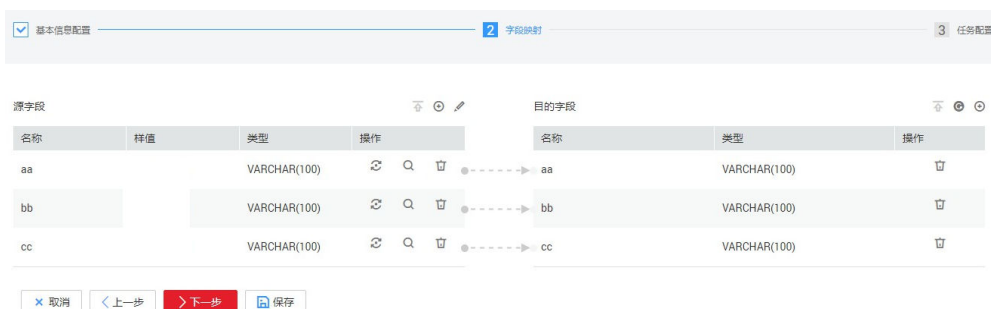 基本信息配置 2 字段映射 3 任务配置
源字段 目的字段
名称 样值 类型 操作 名称 类型 操作
aa VARCHAR(100) aa VARCHAR(100)
bb VARCHAR(100) bb VARCHAR(100)
cc VARCHAR(100) cc VARCHAR(100)
取消 上一步 下一步 保存